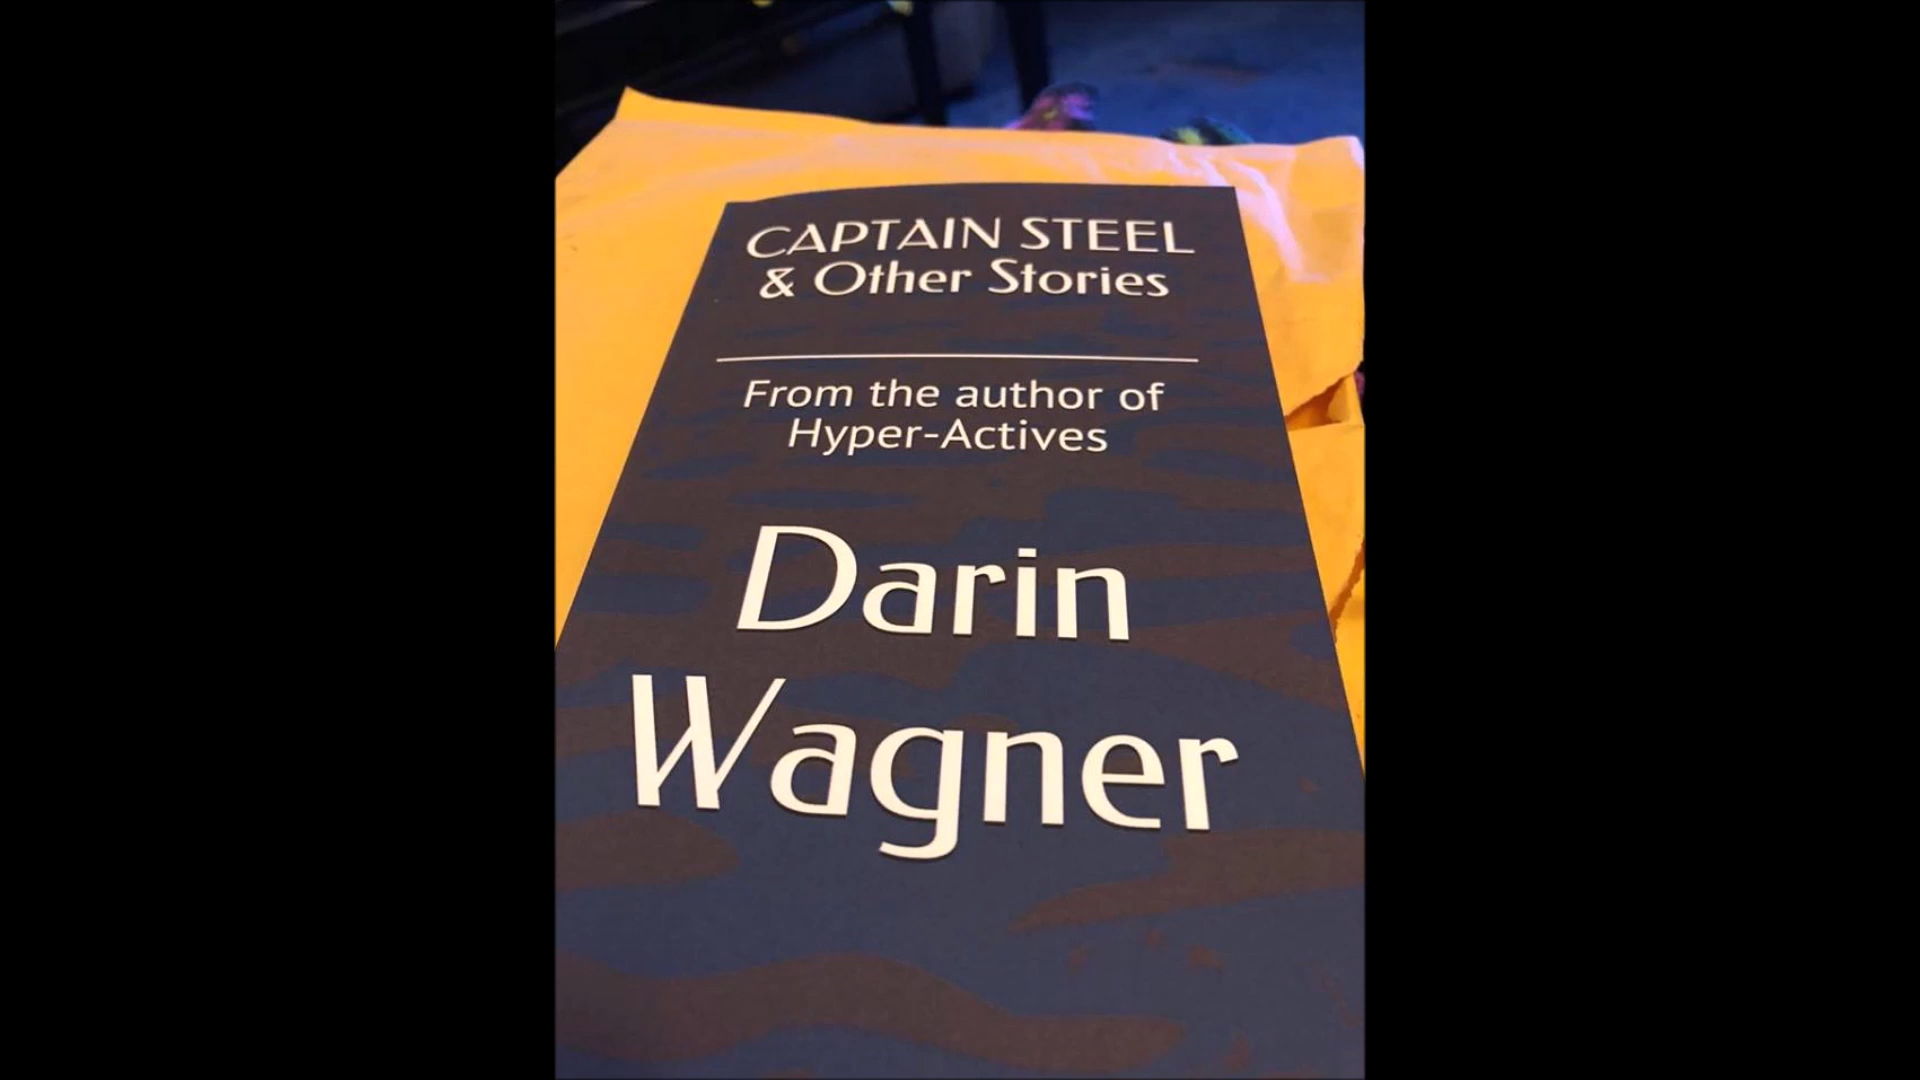 CAPTAIN STEEL
& Other Stories
From the author of
Hyper-Actives
Darin
Wagner